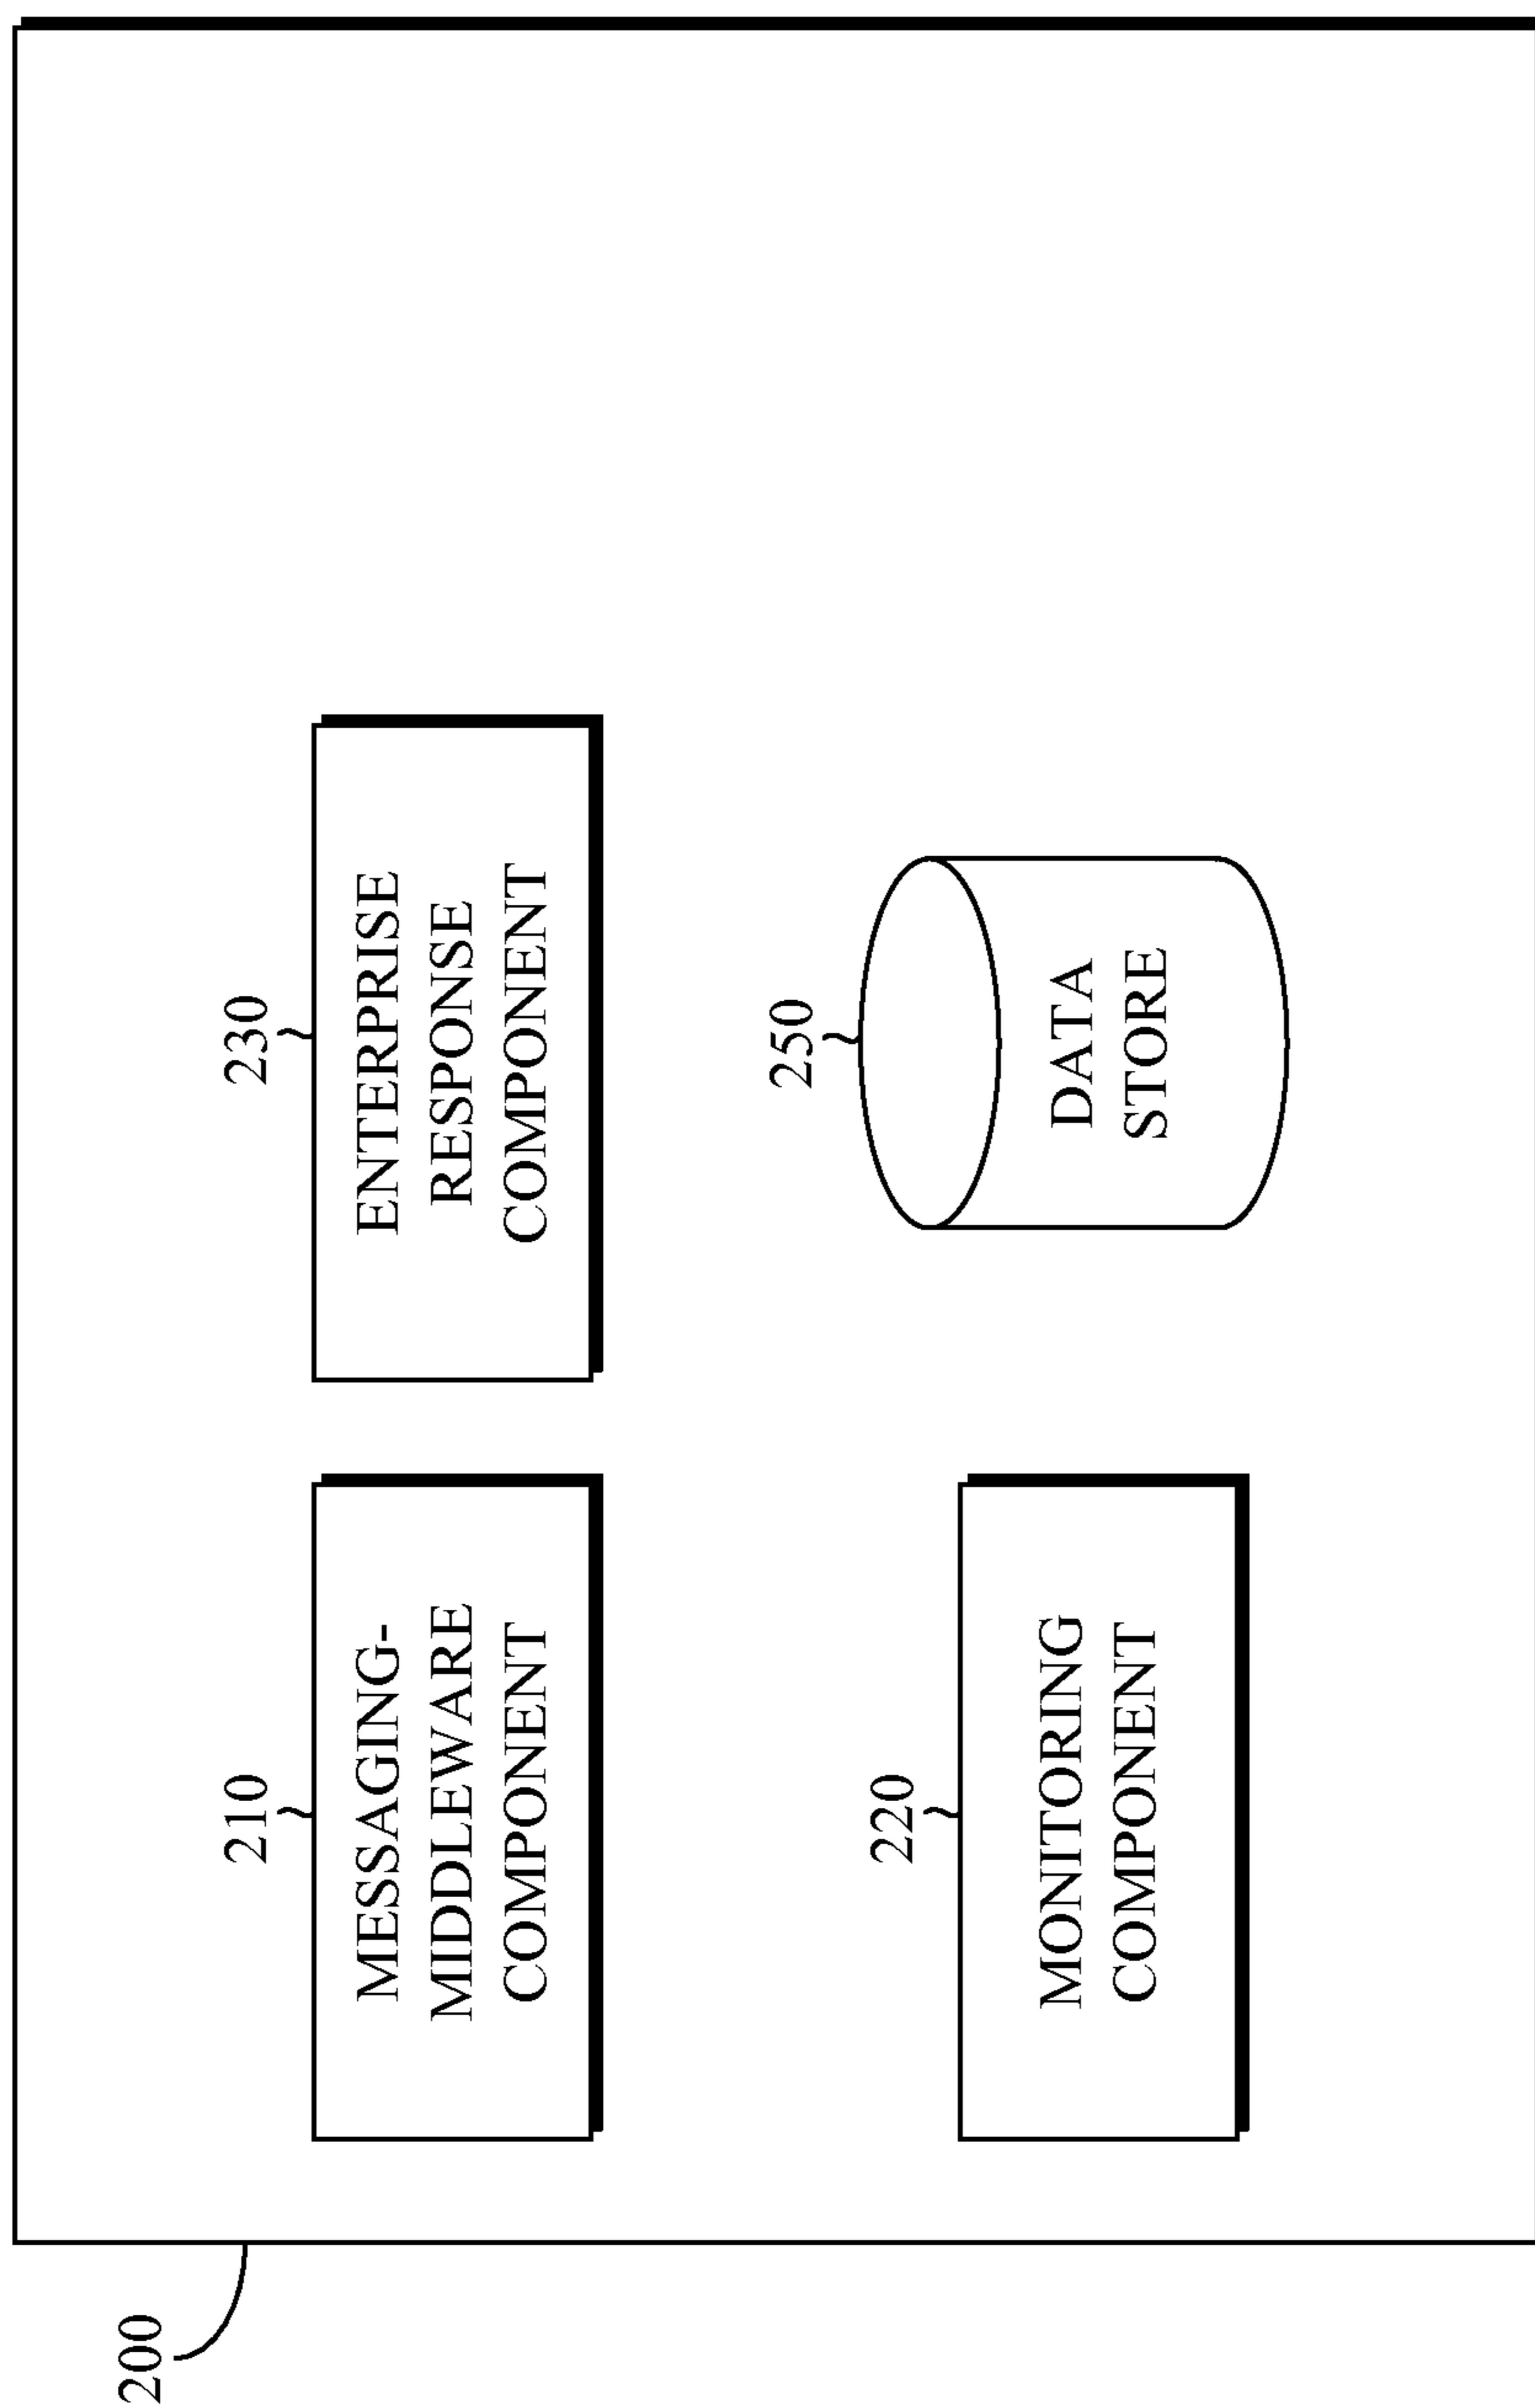 200
210
MESSAGING-
MIDDLEWARE
COMPONENT
230
ENTERPRISE
RESPONSE
COMPONENT
220
MONITORING
COMPONENT
250
DATA
STORE